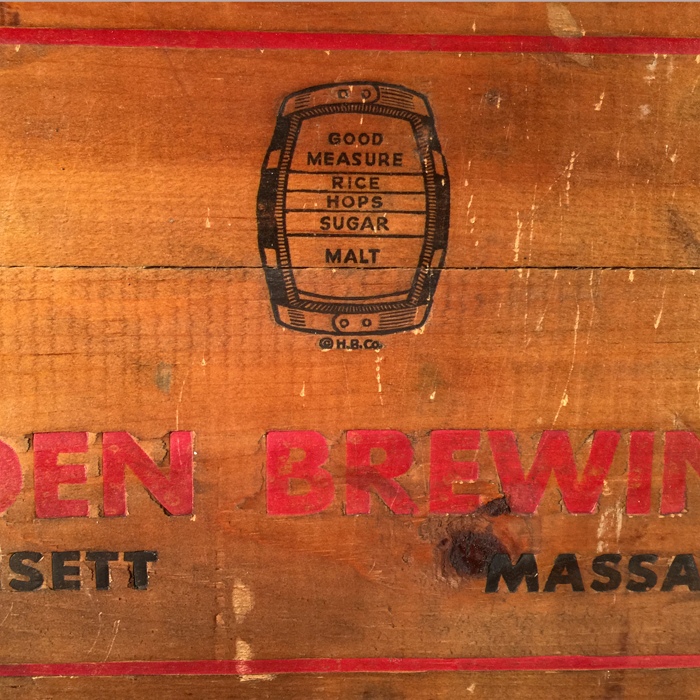 GOOD
MEASURE
RICE
HOPS
SUGAR
MALT
© H.B.Co.
DEN BREWIN
SETT MASSA